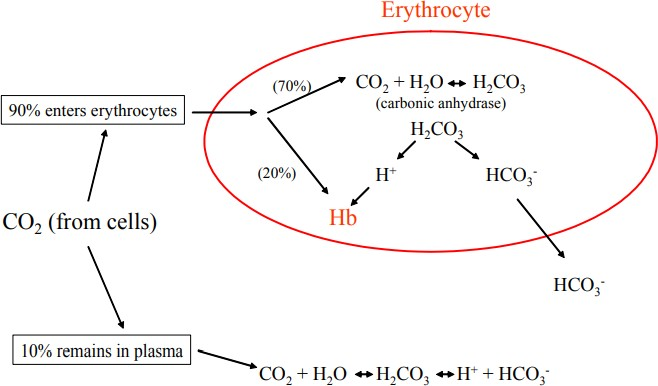 Erythrocyte
(70%)
CO₂ + H₂O ↔ H₂CO₃
(carbonic anhydrase)
90% enters erythrocytes
H₂CO₃
(20%)
H⁺
HCO₃⁻
Hb
CO₂ (from cells)
HCO₃⁻
10% remains in plasma
CO₂ + H₂O ↔ H₂CO₃ ↔ H⁺ + HCO₃⁻